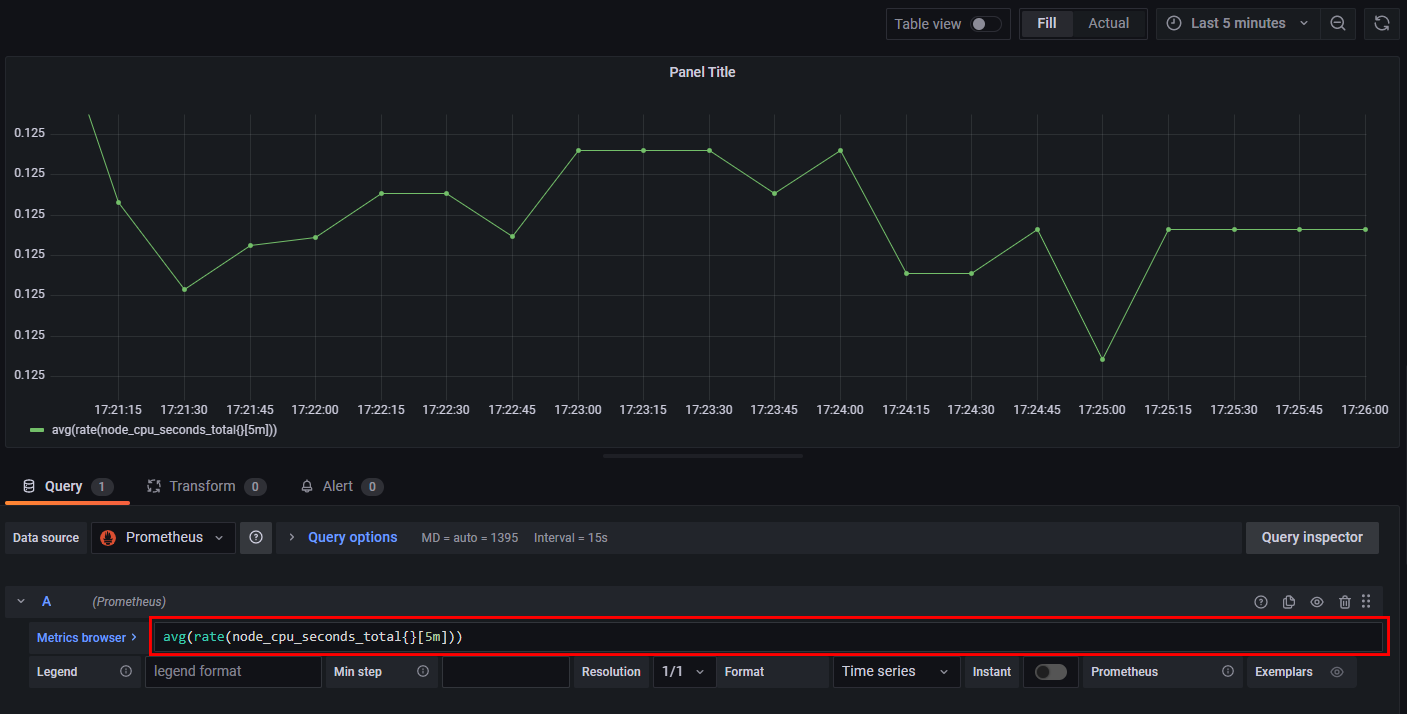 Table view Fill Actual Last 5 minutes
Panel Title
0.125
0.125
0.125
0.125
0.125
0.125
0.125
17:21:15 17:21:30 17:21:45 17:22:00 17:22:15 17:22:30 17:22:45 17:23:00 17:23:15 17:23:30 17:23:45 17:24:00 17:24:15 17:24:30 17:24:45 17:25:00 17:25:15 17:25:30 17:25:45 17:26:00
avg(rate(node_cpu_seconds_total{}[5m]))
Query 1 Transform 0 Alert 0
Data source Prometheus Query options MD = auto = 1395 Interval = 15s Query inspector
A (Prometheus)
Metrics browser avg(rate(node_cpu_seconds_total{}[5m]))
Legend legend format Min step Resolution 1/1 Format Time series Instant Prometheus Exemplars